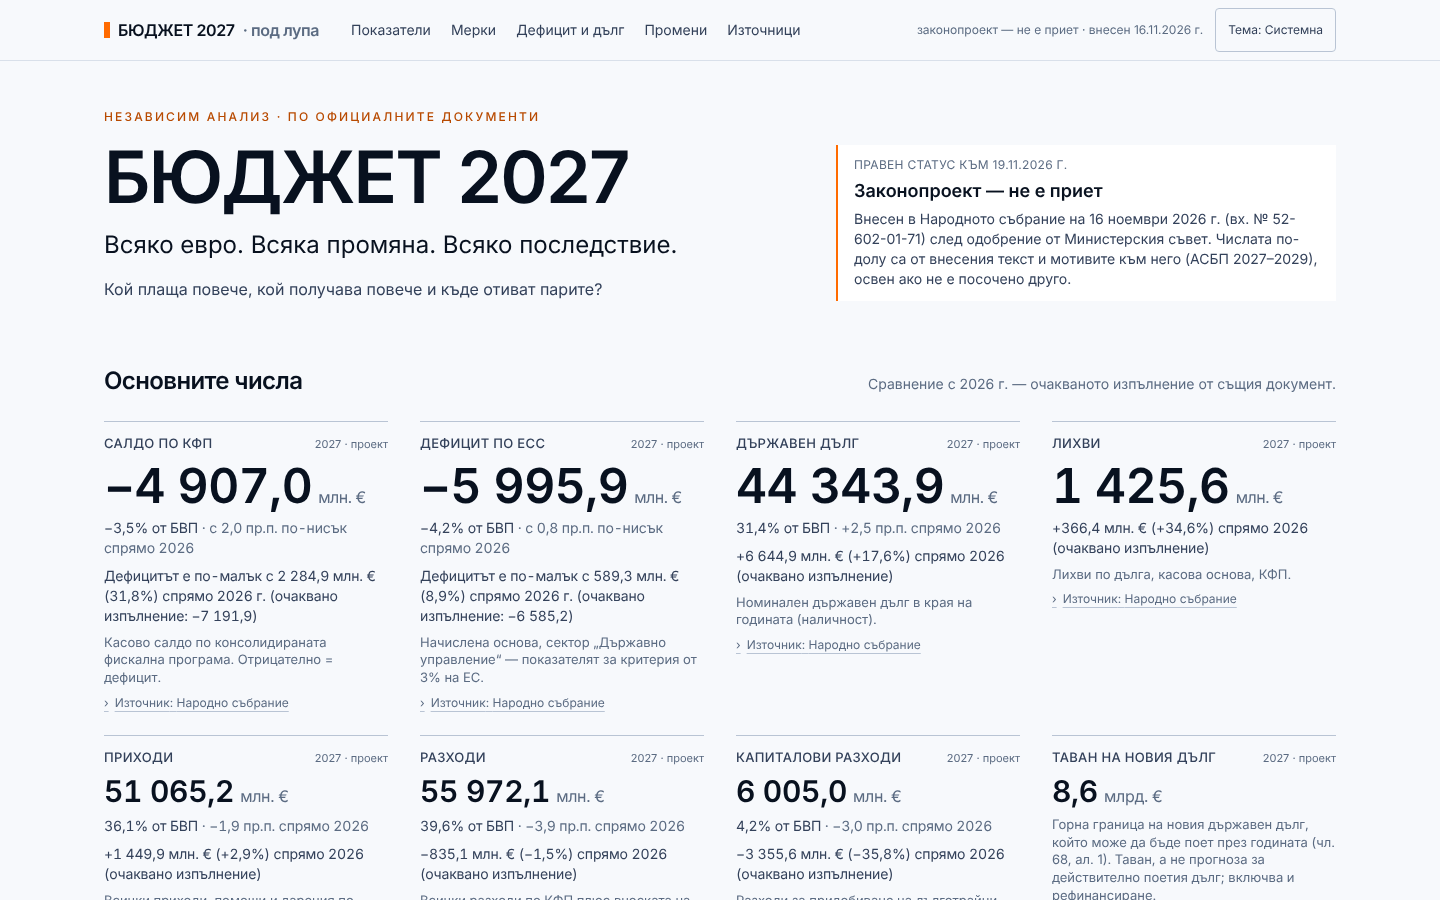 БЮДЖЕТ 2027 · под лупа
Показатели Мерки Дефицит и дълг Промени Източници
законопроект — не е приет · внесен 16.11.2026 г.
Тема: Системна
НЕЗАВИСИМ АНАЛИЗ · ПО ОФИЦИАЛНИТЕ ДОКУМЕНТИ
БЮДЖЕТ 2027
Всяко евро. Всяка промяна. Всяко последствие.
Кой плаща повече, кой получава повече и къде отиват парите?
ПРАВЕН СТАТУС КЪМ 19.11.2026 Г.
Законопроект — не е приет
Внесен в Народното събрание на 16 ноември 2026 г. (вх. № 52-
602-01-71) след одобрение от Министерския съвет. Числата по-
долу са от внесения текст и мотивите към него (АСБП 2027–2029),
освен ако не е посочено друго.
Основните числа
Сравнение с 2026 г. — очакваното изпълнение от същия документ.
САЛДО ПО КФП 2027 · проект
−4 907,0 млн. €
−3,5% от БВП · с 2,0 пр.п. по-нисък
спрямо 2026
Дефицитът е по-малък с 2 284,9 млн. €
(31,8%) спрямо 2026 г. (очаквано
изпълнение: −7 191,9)
Касово салдо по консолидираната
фискална програма. Отрицателно =
дефицит.
› Източник: Народно събрание
ДЕФИЦИТ ПО ЕСС 2027 · проект
−5 995,9 млн. €
−4,2% от БВП · с 0,8 пр.п. по-нисък
спрямо 2026
Дефицитът е по-малък с 589,3 млн. €
(8,9%) спрямо 2026 г. (очаквано
изпълнение: −6 585,2)
Начислена основа, сектор „Държавно
управление“ — показателят за критерия от
3% на ЕС.
› Източник: Народно събрание
ДЪРЖАВЕН ДЪЛГ 2027 · проект
44 343,9 млн. €
31,4% от БВП · +2,5 пр.п. спрямо 2026
+6 644,9 млн. € (+17,6%) спрямо 2026
(очаквано изпълнение)
Номинален държавен дълг в края на
годината (наличност).
› Източник: Народно събрание
ЛИХВИ 2027 · проект
1 425,6 млн. €
+366,4 млн. € (+34,6%) спрямо 2026
(очаквано изпълнение)
Лихви по дълга, касова основа, КФП.
› Източник: Народно събрание
ПРИХОДИ 2027 · проект
51 065,2 млн. €
36,1% от БВП · −1,9 пр.п. спрямо 2026
+1 449,9 млн. € (+2,9%) спрямо 2026
(очаквано изпълнение)
Всички приходи, помощи и дарения по
РАЗХОДИ 2027 · проект
55 972,1 млн. €
39,6% от БВП · −3,9 пр.п. спрямо 2026
−835,1 млн. € (−1,5%) спрямо 2026
(очаквано изпълнение)
Всички разходи по КФП плюс вноската на
КАПИТАЛОВИ РАЗХОДИ 2027 · проект
6 005,0 млн. €
4,2% от БВП · −3,0 пр.п. спрямо 2026
−3 355,6 млн. € (−35,8%) спрямо 2026
(очаквано изпълнение)
Разходи за придобиване на дълготрайни
ТАВАН НА НОВИЯ ДЪЛГ 2027 · проект
8,6 млрд. €
Горна граница на новия държавен дълг,
който може да бъде поет през годината (чл.
68, ал. 1). Таван, а не прогноза за
действително поетия дълг; включва и
рефинансиране.